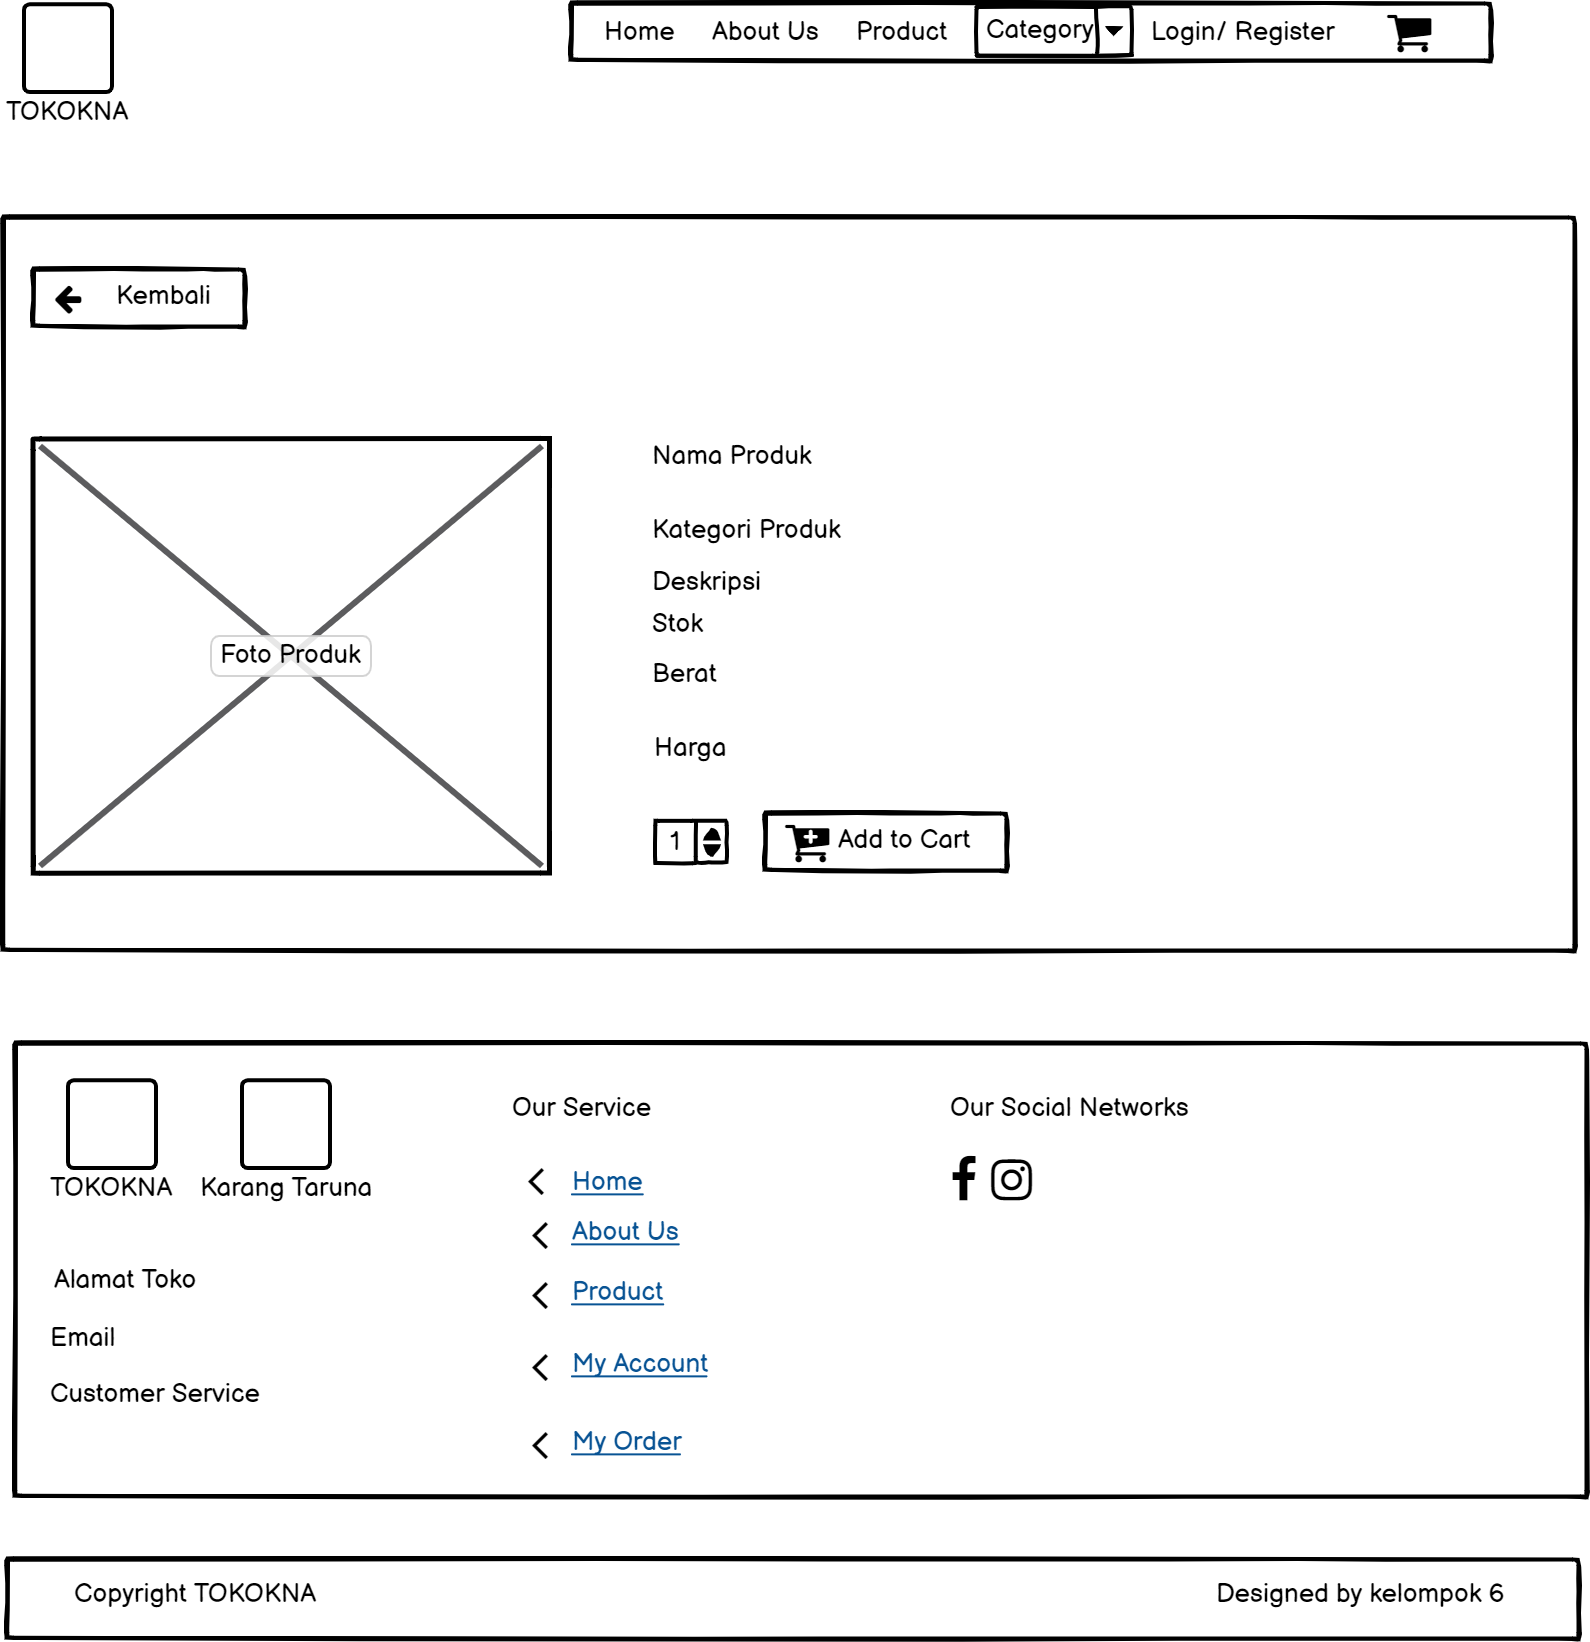 TOKOKNA
Home
About Us
Product
Category
Login/ Register
Kembali
Foto Produk
Nama Produk
Kategori Produk
Deskripsi
Stok
Berat
Harga
1
Add to Cart
TOKOKNA
Karang Taruna
Alamat Toko
Email
Customer Service
Our Service
Home
About Us
Product
My Account
My Order
Our Social Networks
Copyright TOKOKNA
Designed by kelompok 6